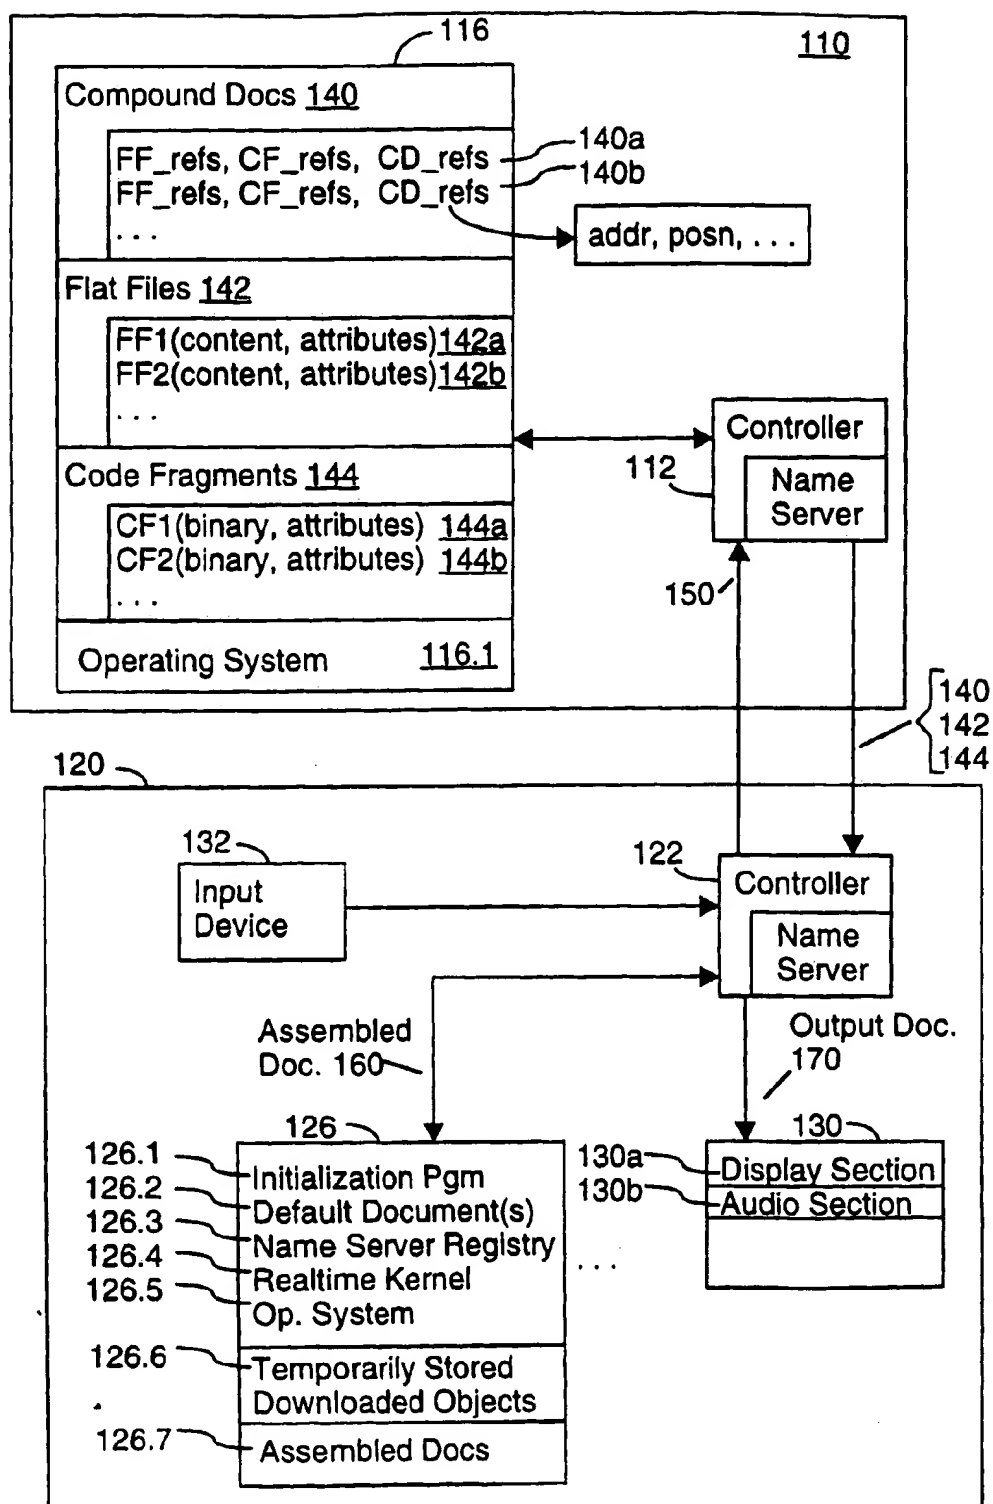 116
110
Compound Docs 140
FF_refs, CF_refs, CD_refs
140a
FF_refs, CF_refs, CD_refs
140b
. . .
addr, posn, . . .
Flat Files 142
FF1(content, attributes)142a
FF2(content, attributes)142b
. . .
Controller
Name
Server
112
Code Fragments 144
CF1(binary, attributes) 144a
CF2(binary, attributes) 144b
. . .
150
Operating System 116.1
140
142
144
120
132
Input
Device
122
Controller
Name
Server
Assembled
Doc. 160
Output Doc.
170
126
126.1
Initialization Pgm
126.2
Default Document(s)
126.3
Name Server Registry
126.4
Realtime Kernel
126.5
Op. System
126.6
Temporarily Stored
Downloaded Objects
126.7
Assembled Docs
. . .
130
130a
Display Section
130b
Audio Section